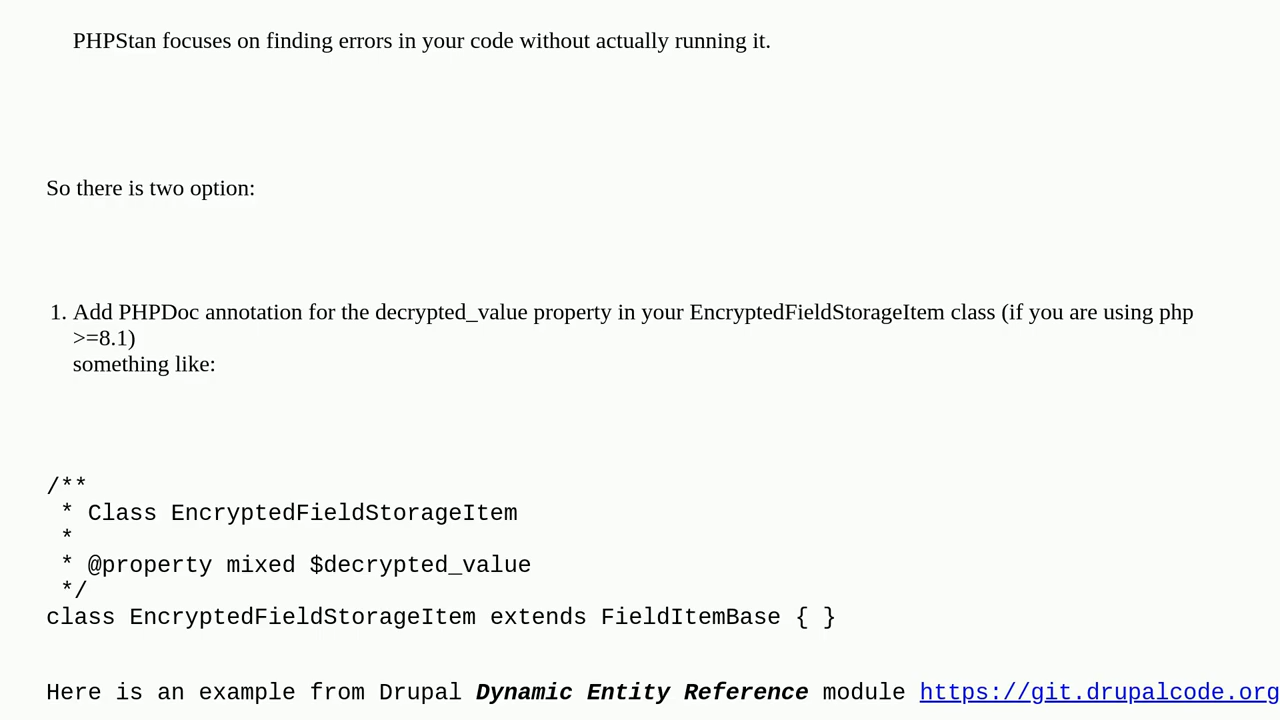 PHPStan focuses on finding errors in your code without actually running it.
So there is two option:
1. Add PHPDoc annotation for the decrypted_value property in your EncryptedFieldStorageItem class (if you are using php
>=8.1)
something like:
/**
 * Class EncryptedFieldStorageItem
 *
 * @property mixed $decrypted_value
 */
class EncryptedFieldStorageItem extends FieldItemBase { }
Here is an example from Drupal Dynamic Entity Reference module https://git.drupalcode.org